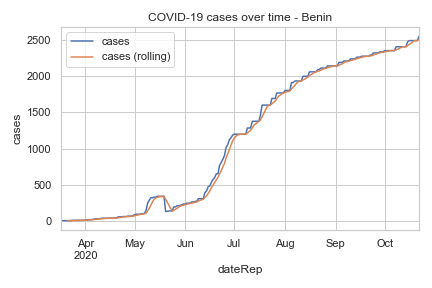 COVID-19 cases over time - Benin
cases
cases (rolling)
2500
2000
1500
1000
500
0
cases
Apr May Jun Jul Aug Sep Oct
2020
dateRep